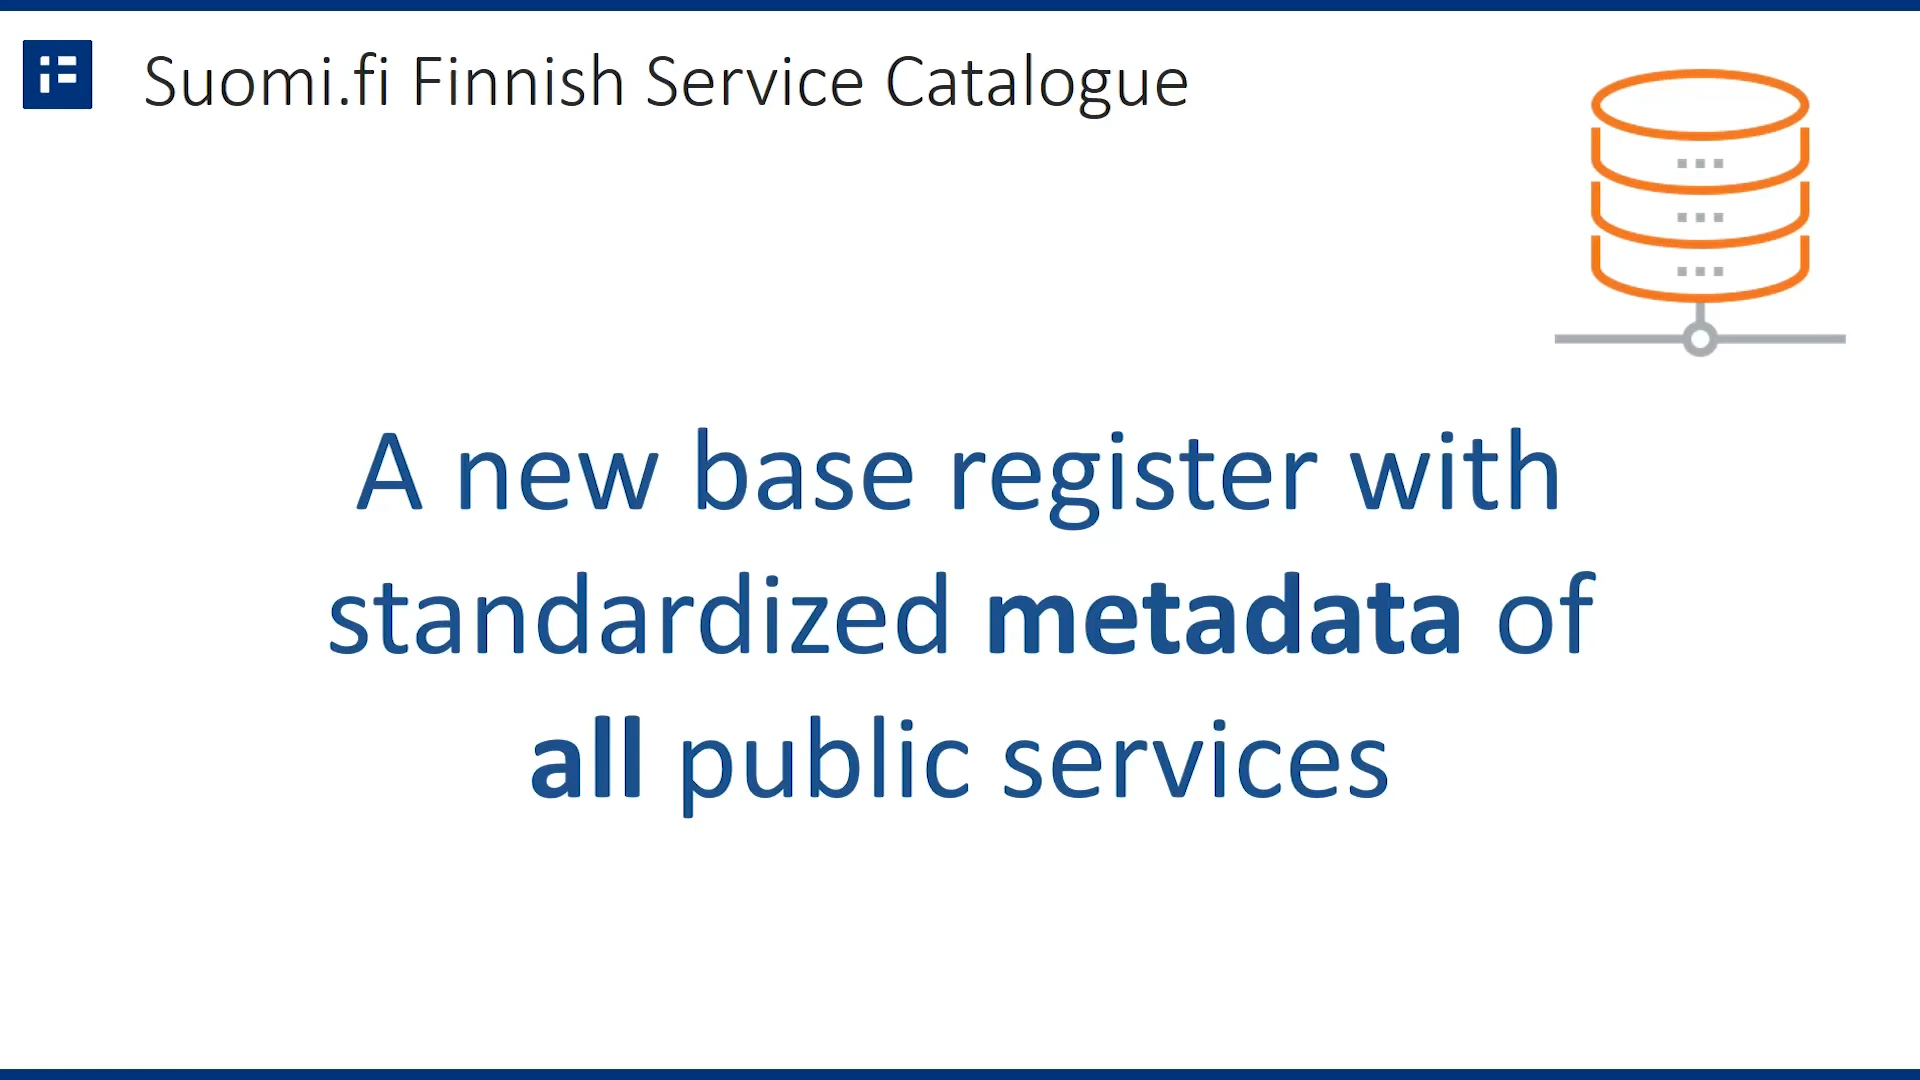 Suomi.fi Finnish Service Catalogue
A new base register with
standardized metadata of
all public services